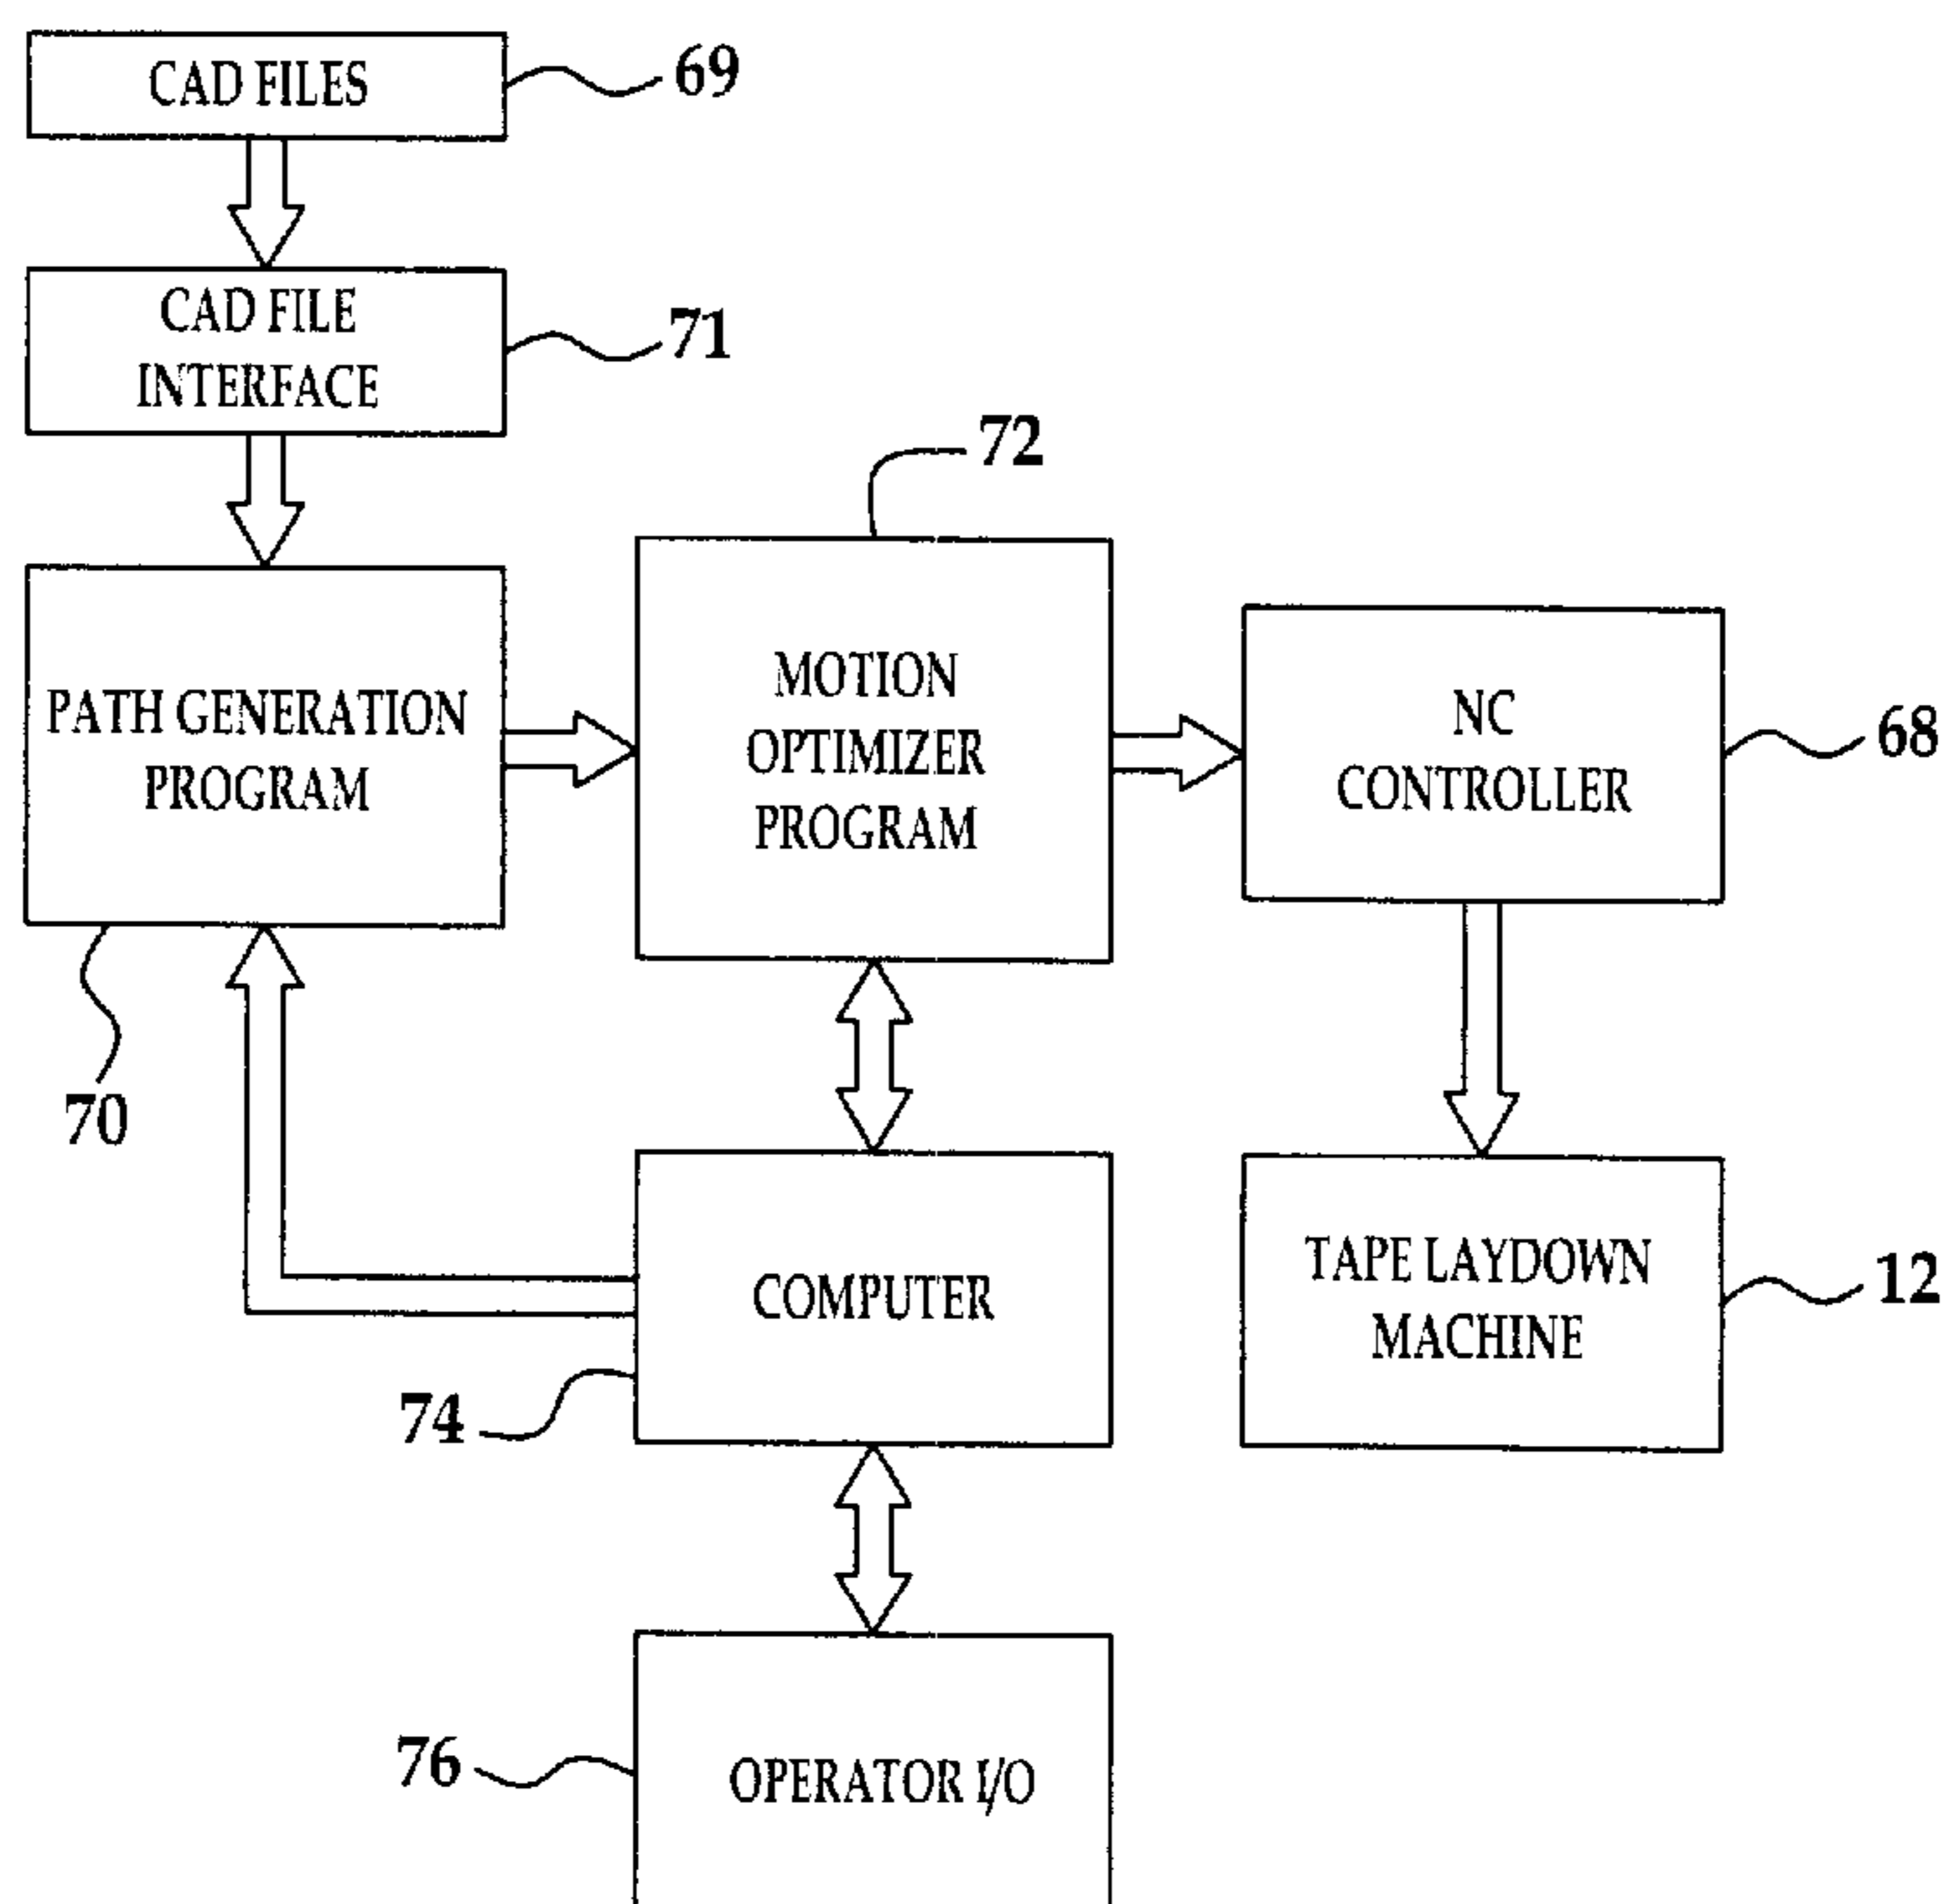 CAD FILES
69
CAD FILE
INTERFACE
71
72
PATH GENERATION
PROGRAM
70
MOTION
OPTIMIZER
PROGRAM
NC
CONTROLLER
68
COMPUTER
74
TAPE LAYDOWN
MACHINE
12
OPERATOR I/O
76